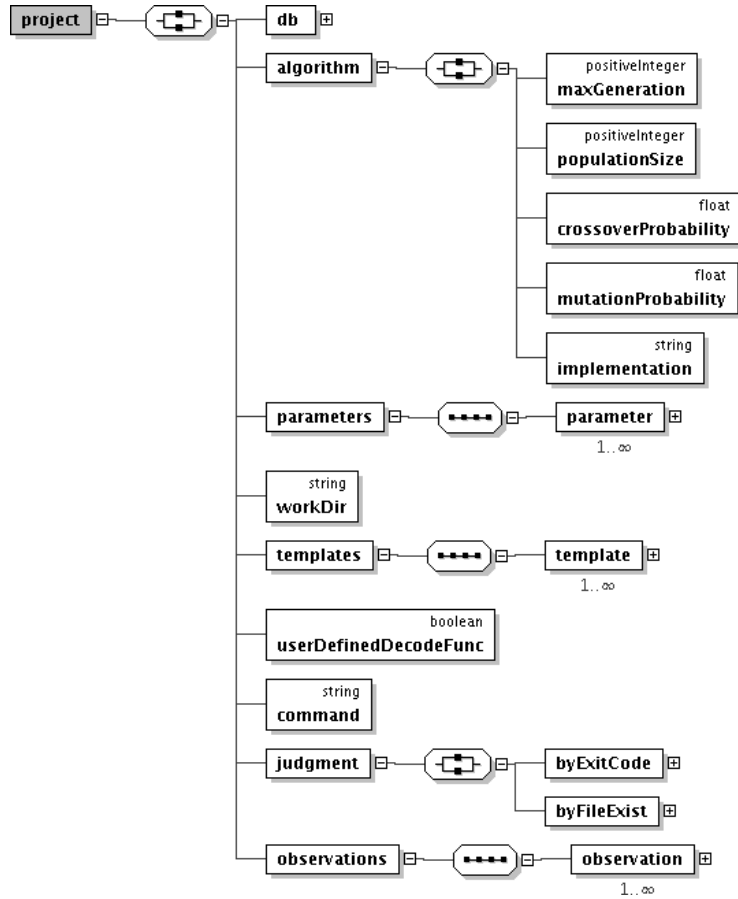 project
db
algorithm
positiveInteger
maxGeneration
positiveInteger
populationSize
float
crossoverProbability
float
mutationProbability
string
implementation
parameters
parameter
1..∞
string
workDir
templates
template
1..∞
boolean
userDefinedDecodeFunc
string
command
judgment
byExitCode
byFileExist
observations
observation
1..∞